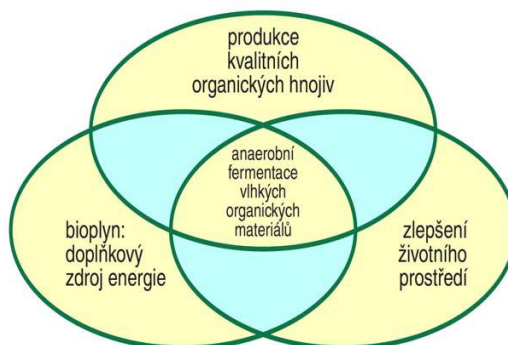 produkce
kvalitních
organických hnojiv
anaerobní
fermentace
vlhkých
organických
materiálů
bioplyn:
doplňkový
zdroj energie
zlepšení
životního
prostředí